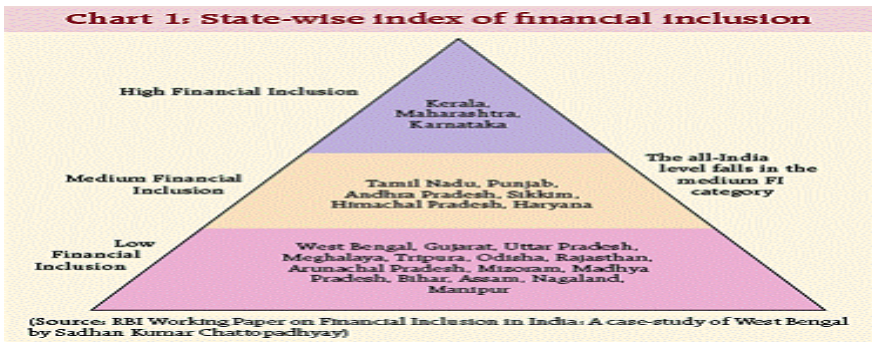 Chart 1: State-wise index of financial inclusion
High Financial Inclusion
Kerala,
Maharashtra,
Karnataka
Medium Financial
Inclusion
Tamil Nadu, Punjab,
Andhra Pradesh, Sikkim,
Himachal Pradesh, Haryana
The all-India
level falls in the
medium FI
category
Low
Financial
Inclusion
West Bengal, Gujarat, Uttar Pradesh,
Meghalaya, Tripura, Odisha, Rajasthan,
Arunachal Pradesh, Mizoram, Madhya
Pradesh, Bihar, Assam, Nagaland,
Manipur
(Source: RBI Working Paper on Financial Inclusion in India: A case-study of West Bengal
by Sadhan Kumar Chattopadhyay)